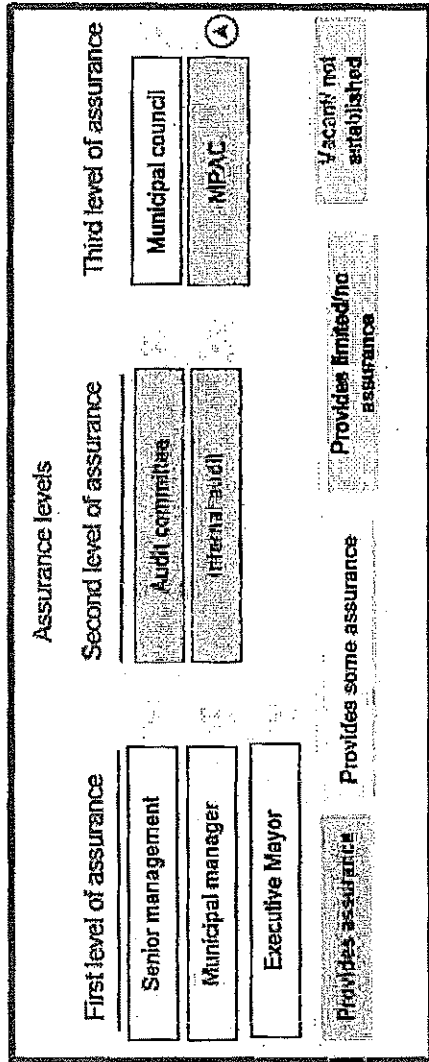 Assurance levels
First level of assurance
Second level of assurance
Third level of assurance
Senior management
Audit committee
Municipal council
Municipal manager
Internal audit
MPAC
A
Executive Mayor
Provides assurance
Provides some assurance
Provides limited/no
assurance
Vacant/ not
established